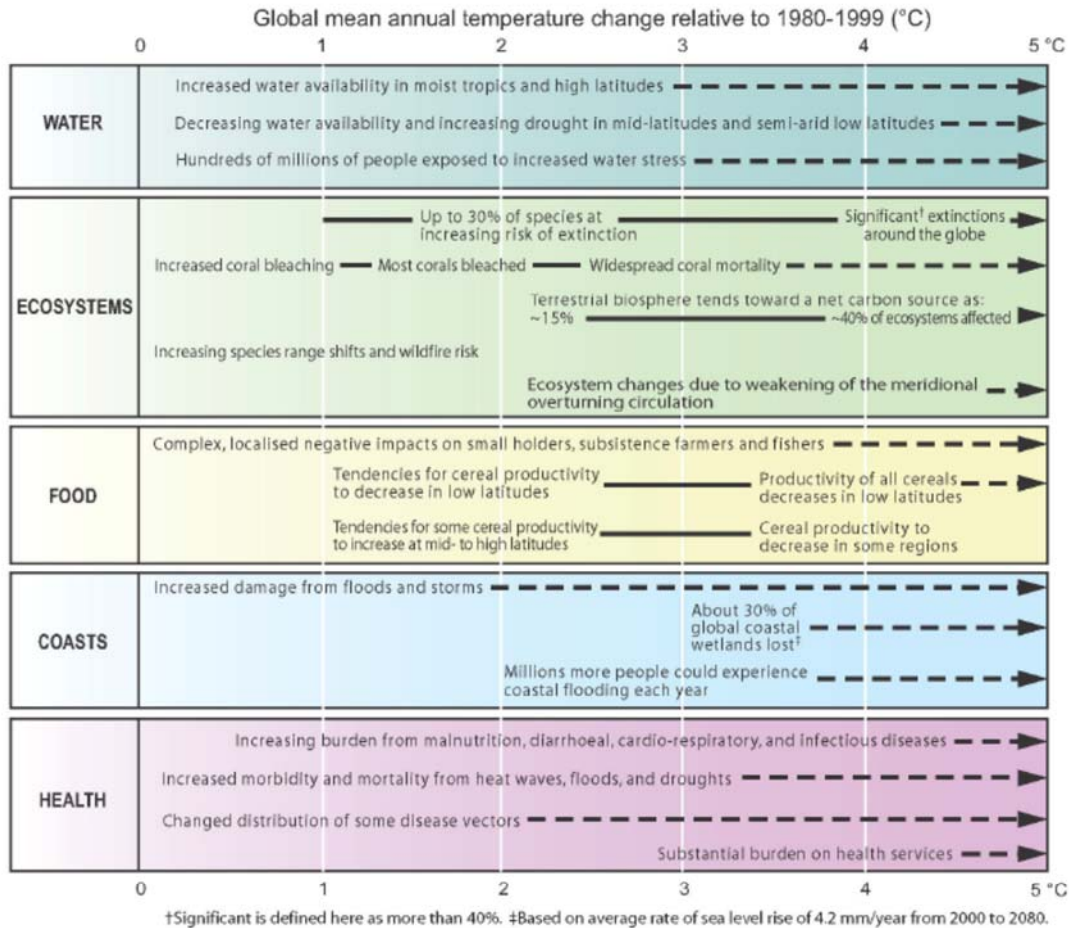 Global mean annual temperature change relative to 1980-1999 (°C)
0 1 2 3 4 5 °C
WATER
Increased water availability in moist tropics and high latitudes
Decreasing water availability and increasing drought in mid-latitudes and semi-arid low latitudes
Hundreds of millions of people exposed to increased water stress
ECOSYSTEMS
Up to 30% of species at
increasing risk of extinction
Significant† extinctions
around the globe
Increased coral bleaching Most corals bleached Widespread coral mortality
Terrestrial biosphere tends toward a net carbon source as:
~15% ~40% of ecosystems affected
Increasing species range shifts and wildfire risk
Ecosystem changes due to weakening of the meridional
overturning circulation
FOOD
Complex, localised negative impacts on small holders, subsistence farmers and fishers
Tendencies for cereal productivity
to decrease in low latitudes
Productivity of all cereals
decreases in low latitudes
Tendencies for some cereal productivity
to increase at mid- to high latitudes
Cereal productivity to
decrease in some regions
COASTS
Increased damage from floods and storms
About 30% of
global coastal
wetlands lost‡
Millions more people could experience
coastal flooding each year
HEALTH
Increasing burden from malnutrition, diarrhoeal, cardio-respiratory, and infectious diseases
Increased morbidity and mortality from heat waves, floods, and droughts
Changed distribution of some disease vectors
Substantial burden on health services
0 1 2 3 4 5 °C
†Significant is defined here as more than 40%. ‡Based on average rate of sea level rise of 4.2 mm/year from 2000 to 2080.